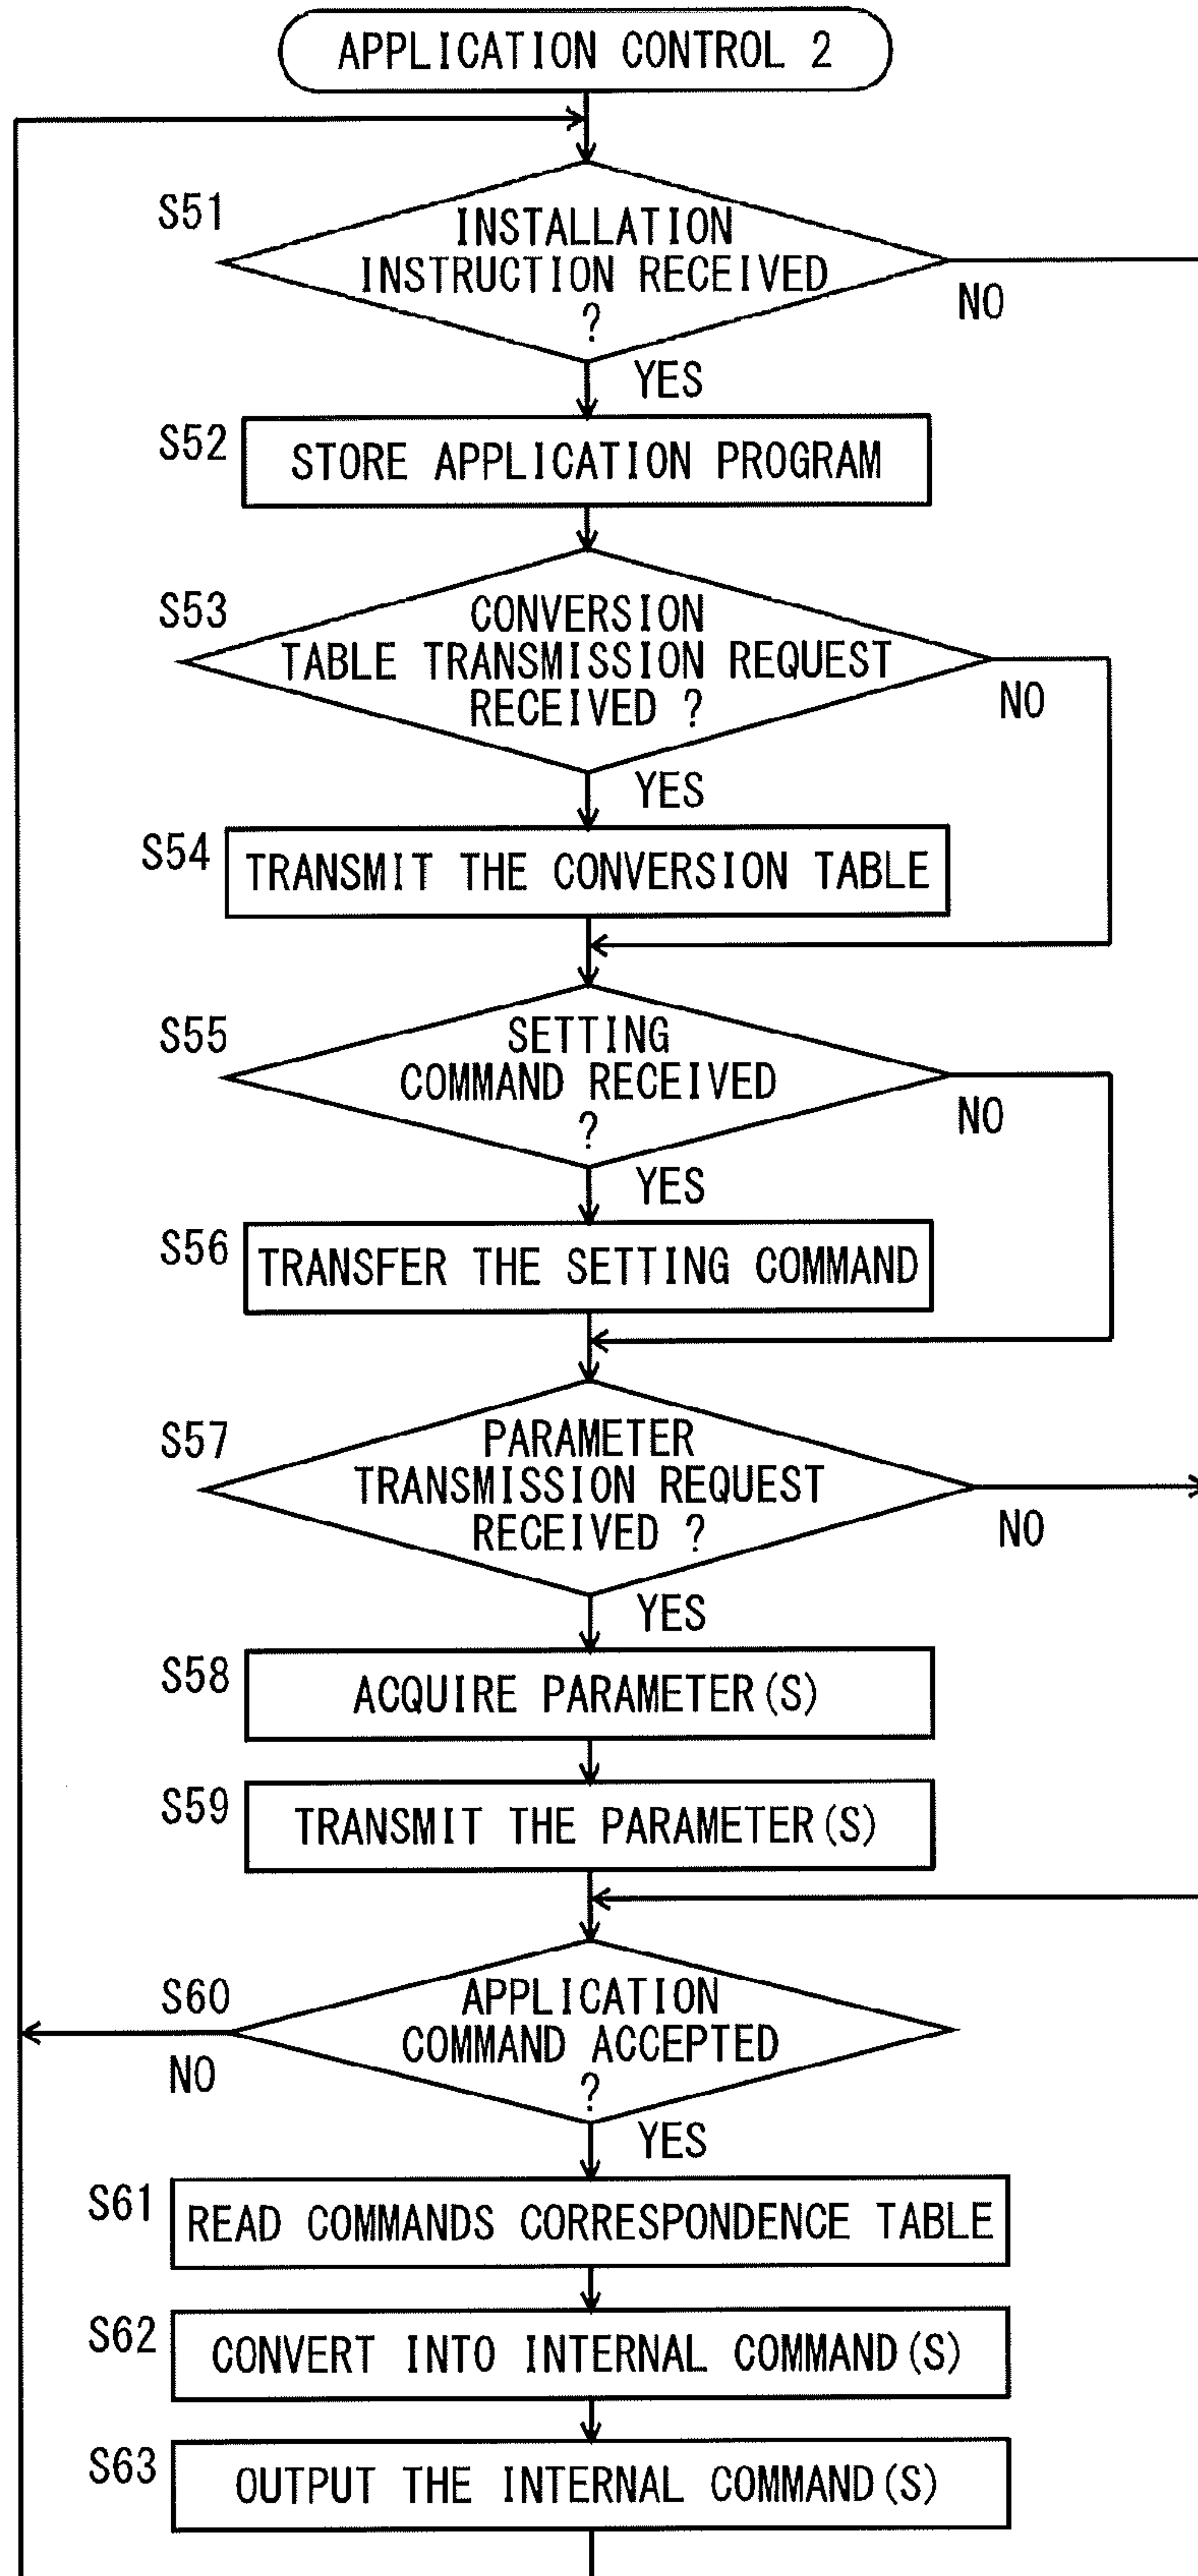 APPLICATION CONTROL 2
S51
INSTALLATION
INSTRUCTION RECEIVED
?
NO
YES
S52
STORE APPLICATION PROGRAM
S53
CONVERSION
TABLE TRANSMISSION REQUEST
RECEIVED ?
NO
YES
S54
TRANSMIT THE CONVERSION TABLE
S55
SETTING
COMMAND RECEIVED
?
NO
YES
S56
TRANSFER THE SETTING COMMAND
S57
PARAMETER
TRANSMISSION REQUEST
RECEIVED ?
NO
YES
S58
ACQUIRE PARAMETER(S)
S59
TRANSMIT THE PARAMETER(S)
S60
APPLICATION
COMMAND ACCEPTED
?
NO
YES
S61
READ COMMANDS CORRESPONDENCE TABLE
S62
CONVERT INTO INTERNAL COMMAND(S)
S63
OUTPUT THE INTERNAL COMMAND(S)